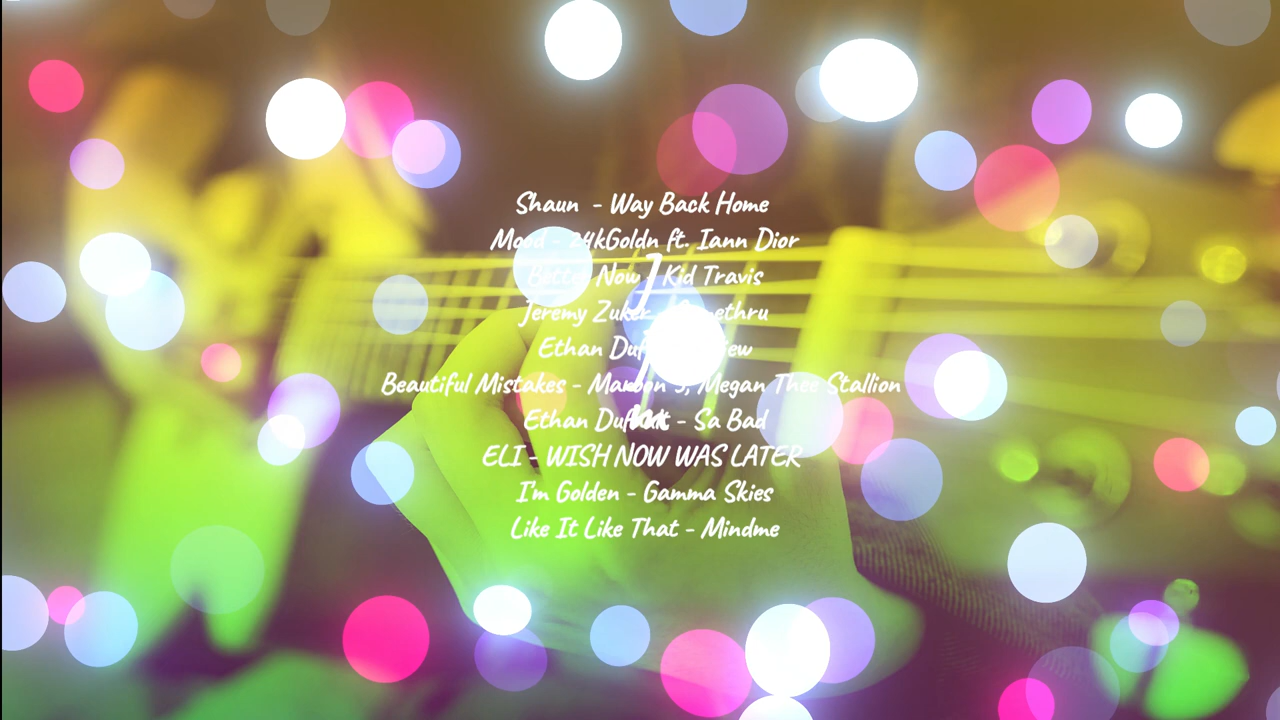 Shaun - Way Back Home
Mood - 24kGoldn ft. Iann Dior
Better Now - Kid Travis
Jeremy Zuker -
Ethan
Beautiful Mistakes - Maroon 5, Megan Thee Stallion
Ethan Dufault - Sa Bad
ELI - WISH NOW WAS LATER
I'm Golden - Gamma Skies
Like It Like That - Mindme